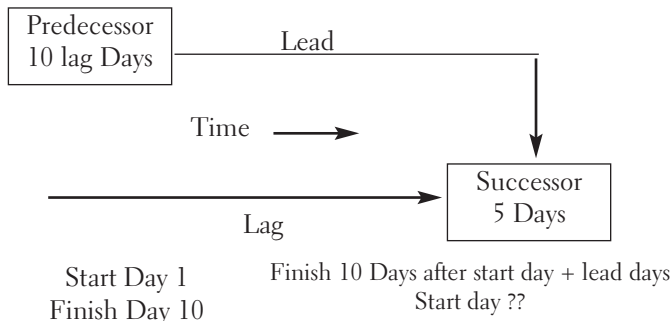 Predecessor
10 lag Days
Lead
Time
Successor
5 Days
Lag
Start Day 1
Finish Day 10
Finish 10 Days after start day + lead days
Start day ??